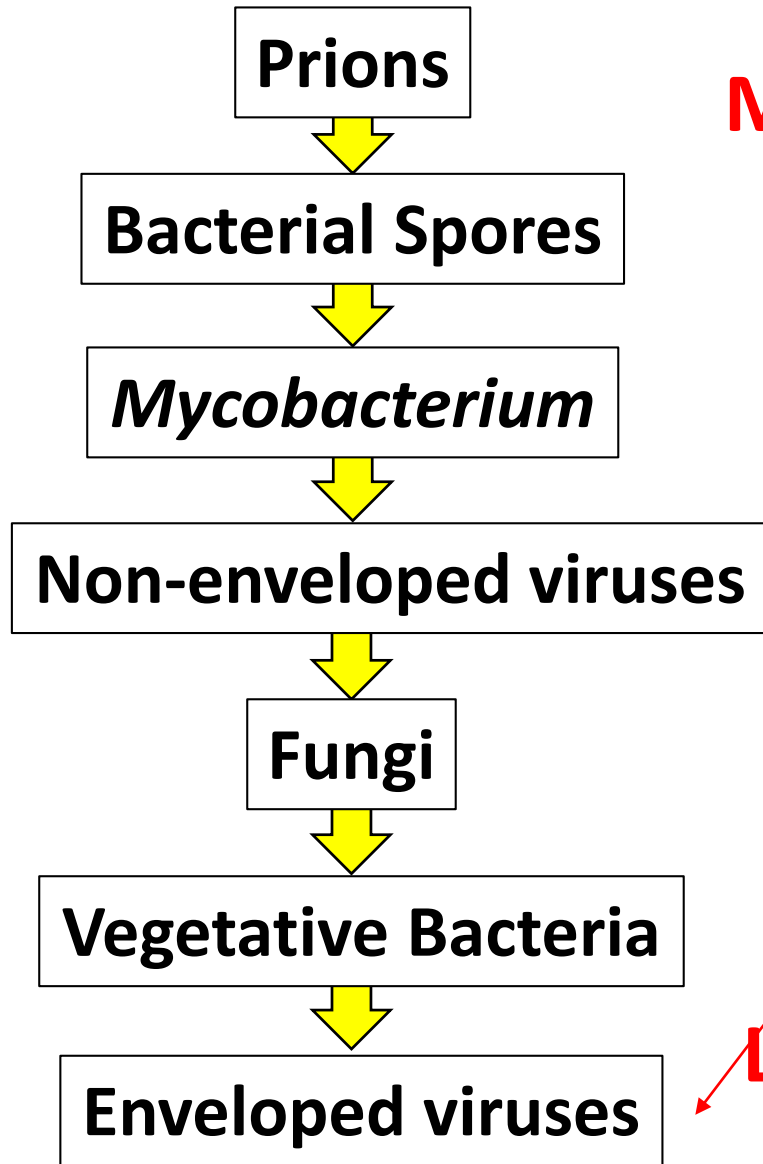 Prions
M
Bacterial Spores
Mycobacterium
Non-enveloped viruses
Fungi
Vegetative Bacteria
Enveloped viruses